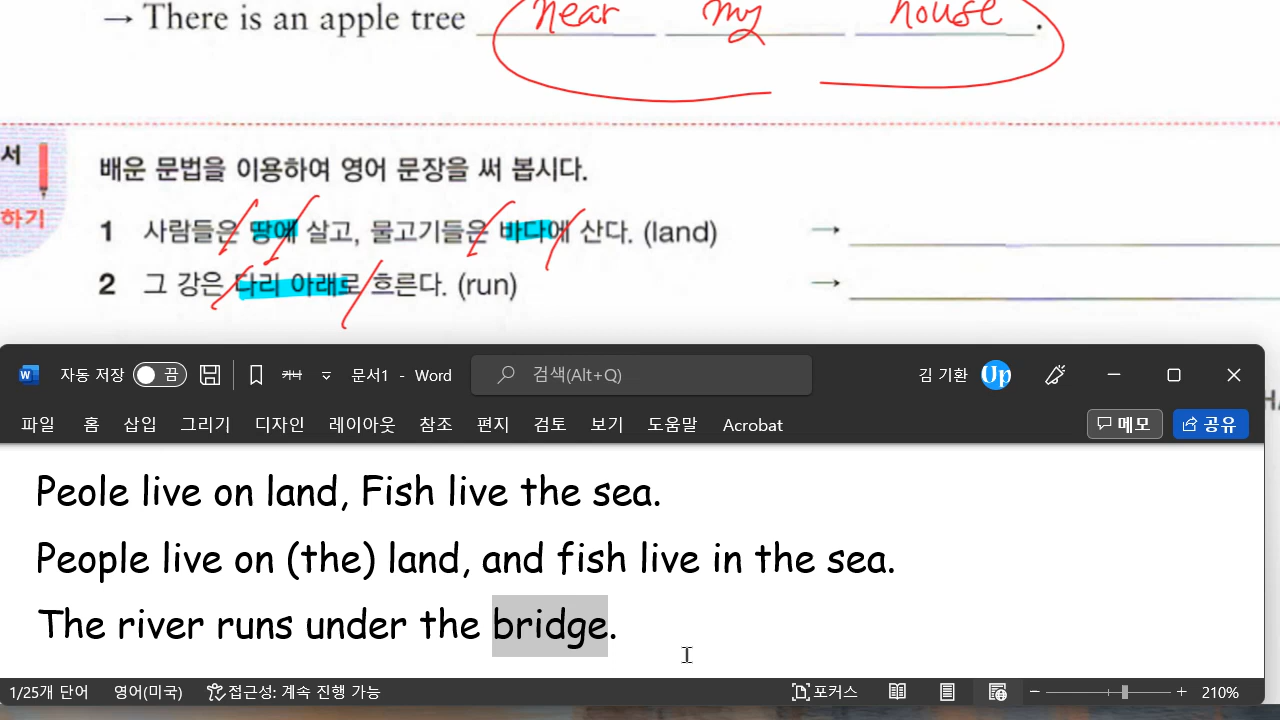 → There is an apple tree near my house.
서
배운 문법을 이용하여 영어 문장을 써 봅시다.
하기
1 사람들은 땅에 살고, 물고기들은 바다에 산다. (land) →
2 그 강은 다리 아래로 흐른다. (run) →
자동 저장 끔 문서1 - Word 검색(Alt+Q) 김 기환 Up
파일 홈 삽입 그리기 디자인 레이아웃 참조 편지 검토 보기 도움말 Acrobat 메모 공유
Peole live on land, Fish live the sea.
People live on (the) land, and fish live in the sea.
The river runs under the bridge.
1/25개 단어 영어(미국) 접근성: 계속 진행 가능 포커스 210%